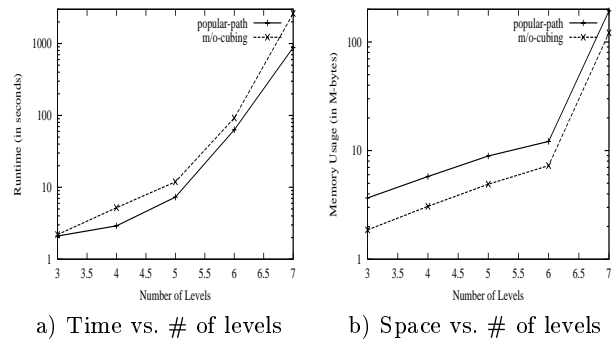 1000
100
10
1
3 3.5 4 4.5 5 5.5 6 6.5 7
Runtime (in seconds)
Number of Levels
popular-path
m/o-cubing
a) Time vs. # of levels
100
10
1
3 3.5 4 4.5 5 5.5 6 6.5 7
Memory Usage (in M-bytes)
Number of Levels
popular-path
m/o-cubing
b) Space vs. # of levels